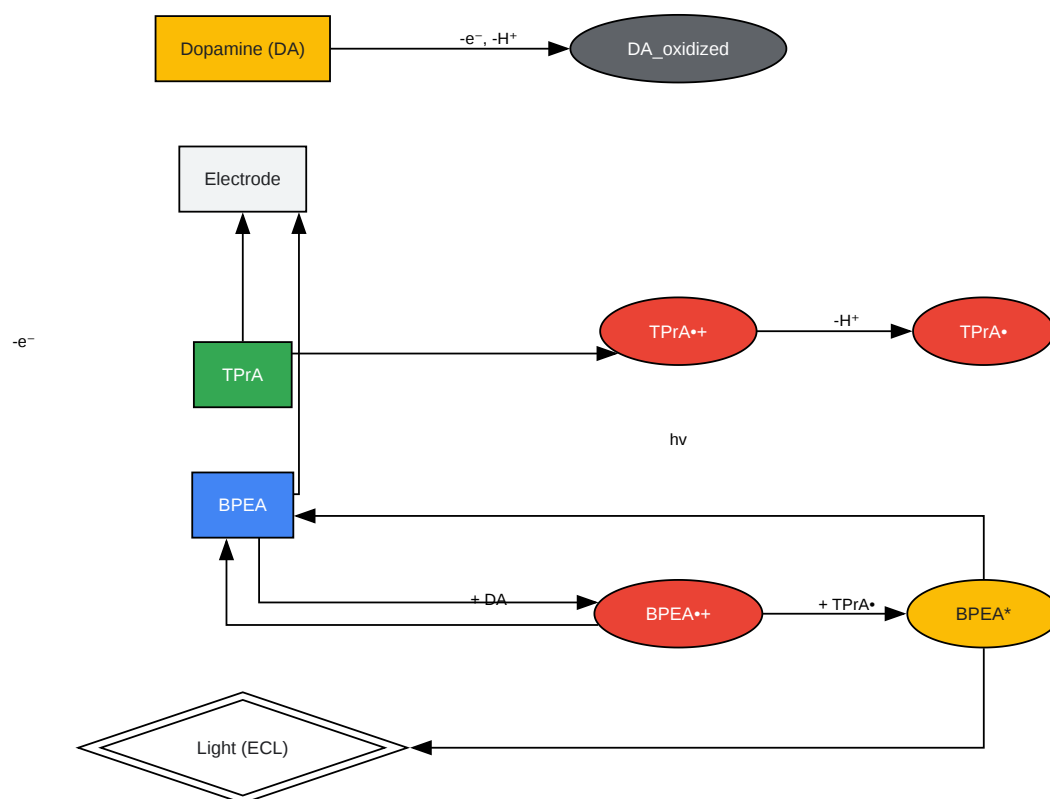 Dopamine (DA)
-e⁻, -H⁺
DA_oxidized
Electrode
TPrA•+
-H⁺
TPrA•
-e⁻
TPrA
hv
BPEA
+ DA
BPEA•+
+ TPrA•
BPEA*
Light (ECL)